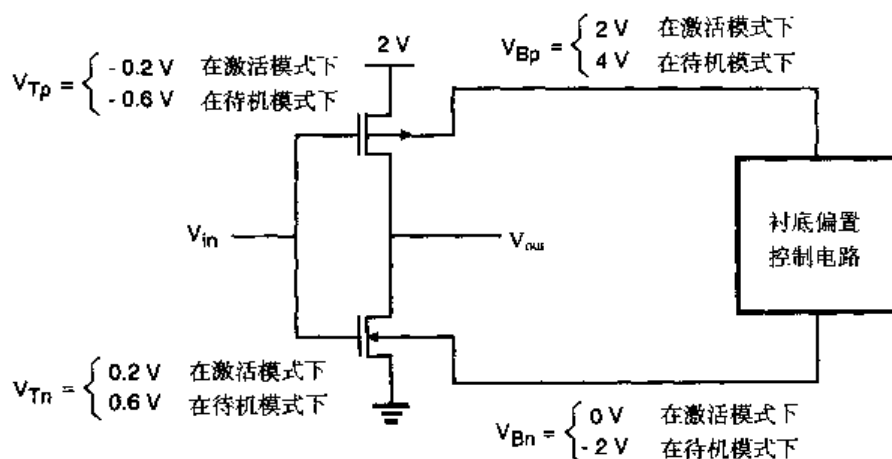 2 V
V_Tp = { - 0.2 V 在激活模式下
- 0.6 V 在待机模式下
V_Bp = { 2 V 在激活模式下
4 V 在待机模式下
V_in
V_out
衬底偏置
控制电路
V_Tn = { 0.2 V 在激活模式下
0.6 V 在待机模式下
V_Bn = { 0 V 在激活模式下
- 2 V 在待机模式下